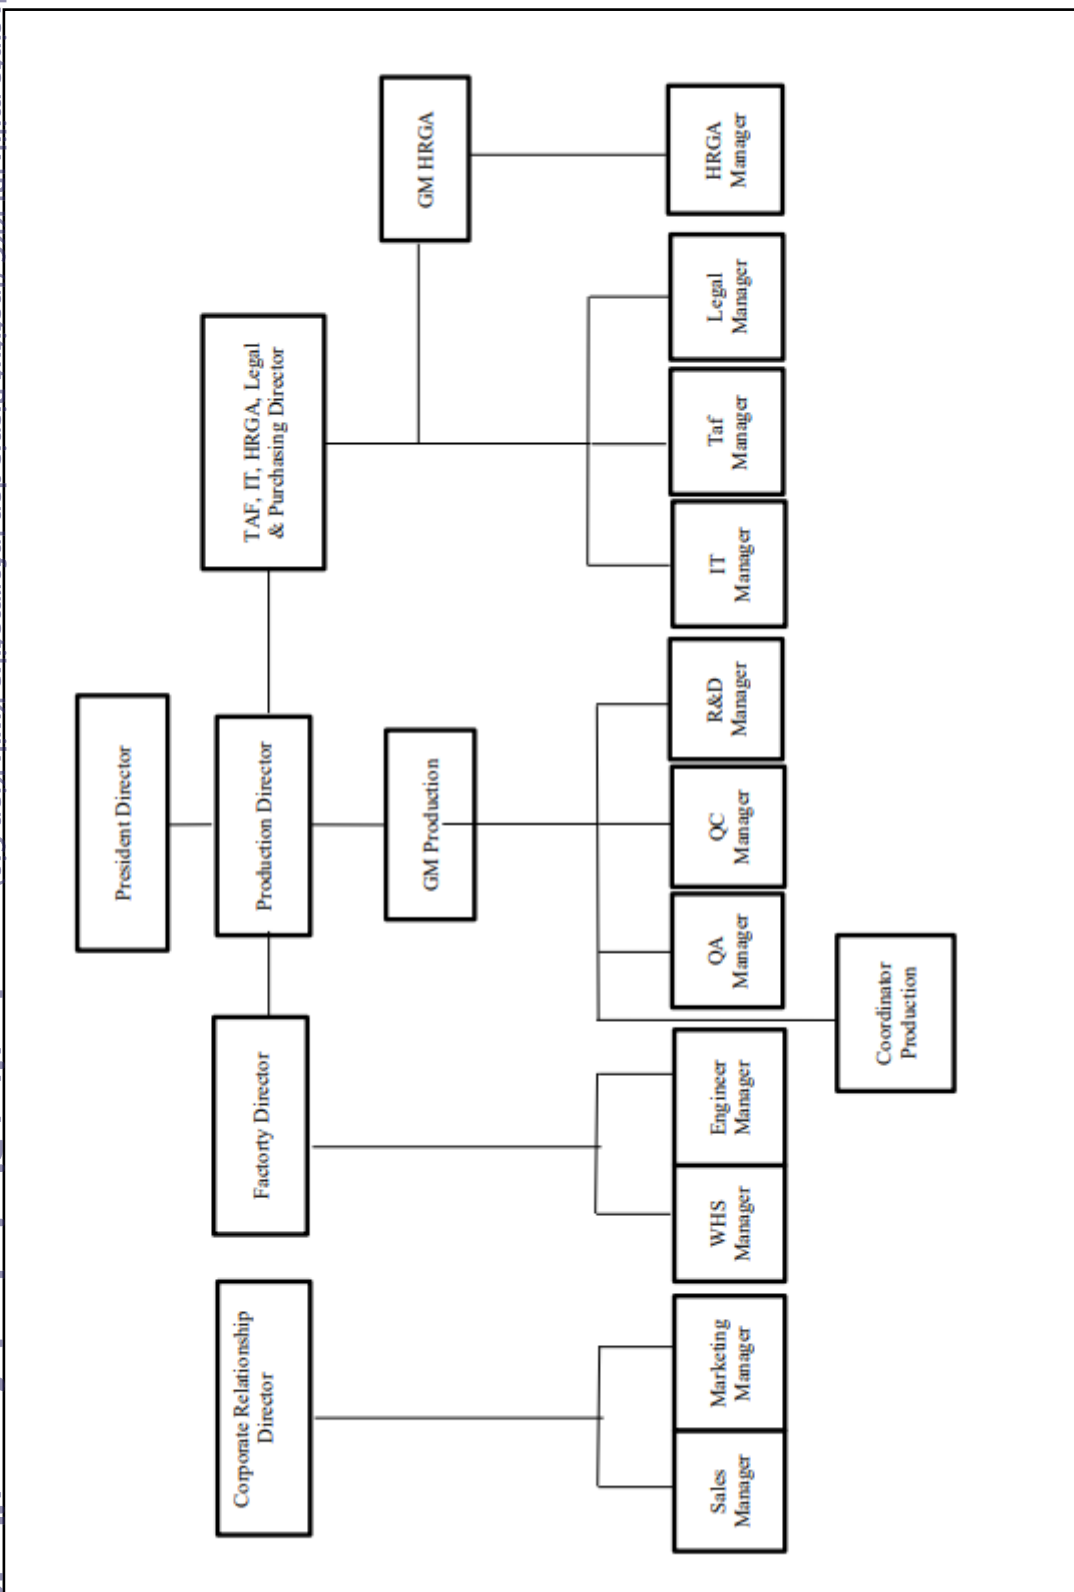 President Director
Corporate Relationship
Director
Factorty Director
Production Director
TAF, IT, HRGA, Legal
& Purchasing Director
GM Production
GM HRGA
Sales
Manager
Marketing
Manager
WHS
Manager
Engineer
Manager
QA
Manager
QC
Manager
R&D
Manager
IT
Manager
Taf
Manager
Legal
Manager
HRGA
Manager
Coordinator
Production